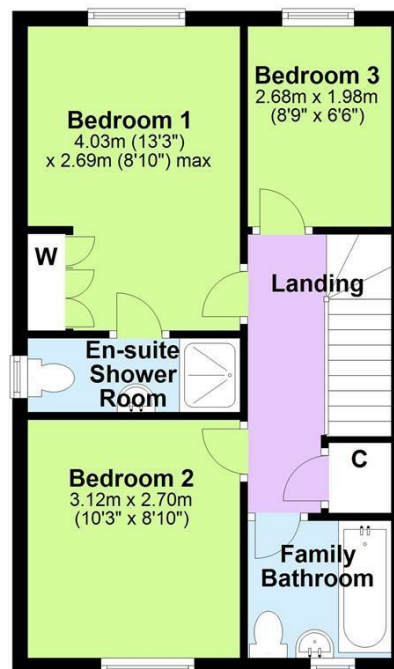 Bedroom 1
4.03m (13'3")
x 2.69m (8'10") max
Bedroom 3
2.68m x 1.98m
(8'9" x 6'6")
W
Landing
En-suite
Shower
Room
Bedroom 2
3.12m x 2.70m
(10'3" x 8'10")
C
Family
Bathroom